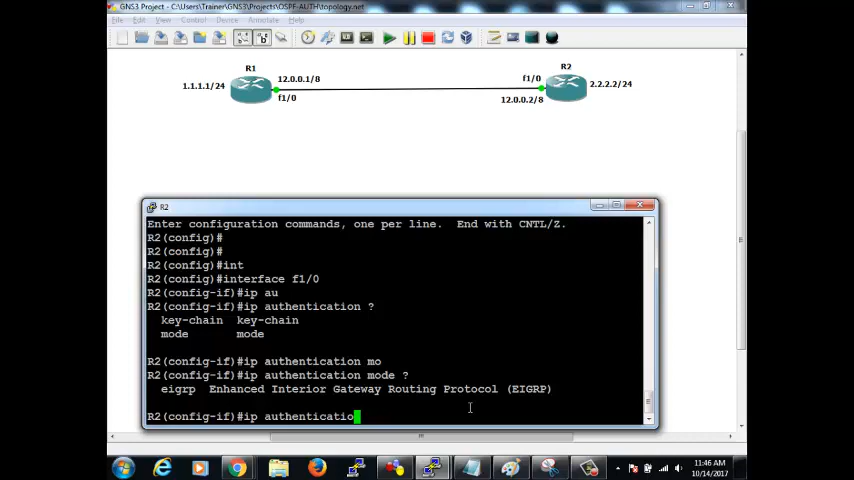 GNS3 Project - C:\Users\Trainer\GNS3\Projects\OSPF-AUTH\topology.net
File Edit View Control Device Annotate Help
R1
12.0.0.1/8
1.1.1.1/24
f1/0
R2
f1/0
2.2.2.2/24
12.0.0.2/8
R2
Enter configuration commands, one per line. End with CNTL/Z.
R2(config)#
R2(config)#
R2(config)#int
R2(config)#interface f1/0
R2(config-if)#ip au
R2(config-if)#ip authentication ?
key-chain key-chain
mode mode
R2(config-if)#ip authentication mo
R2(config-if)#ip authentication mode ?
eigrp Enhanced Interior Gateway Routing Protocol (EIGRP)
R2(config-if)#ip authenticatio
11:46 AM
10/14/2017